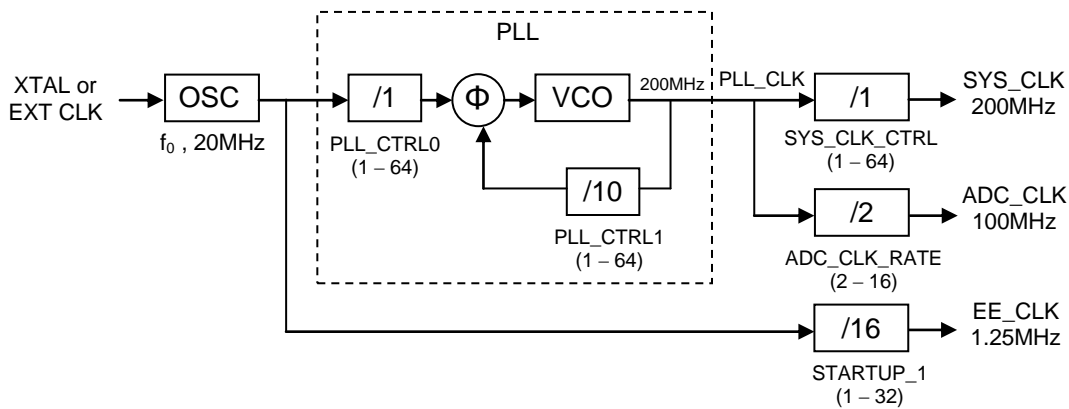 PLL
XTAL or
EXT CLK
OSC
f₀ , 20MHz
/1
PLL_CTRL0
(1 – 64)
Φ
VCO
200MHz
/10
PLL_CTRL1
(1 – 64)
PLL_CLK
/1
SYS_CLK_CTRL
(1 – 64)
SYS_CLK
200MHz
/2
ADC_CLK_RATE
(2 – 16)
ADC_CLK
100MHz
/16
STARTUP_1
(1 – 32)
EE_CLK
1.25MHz